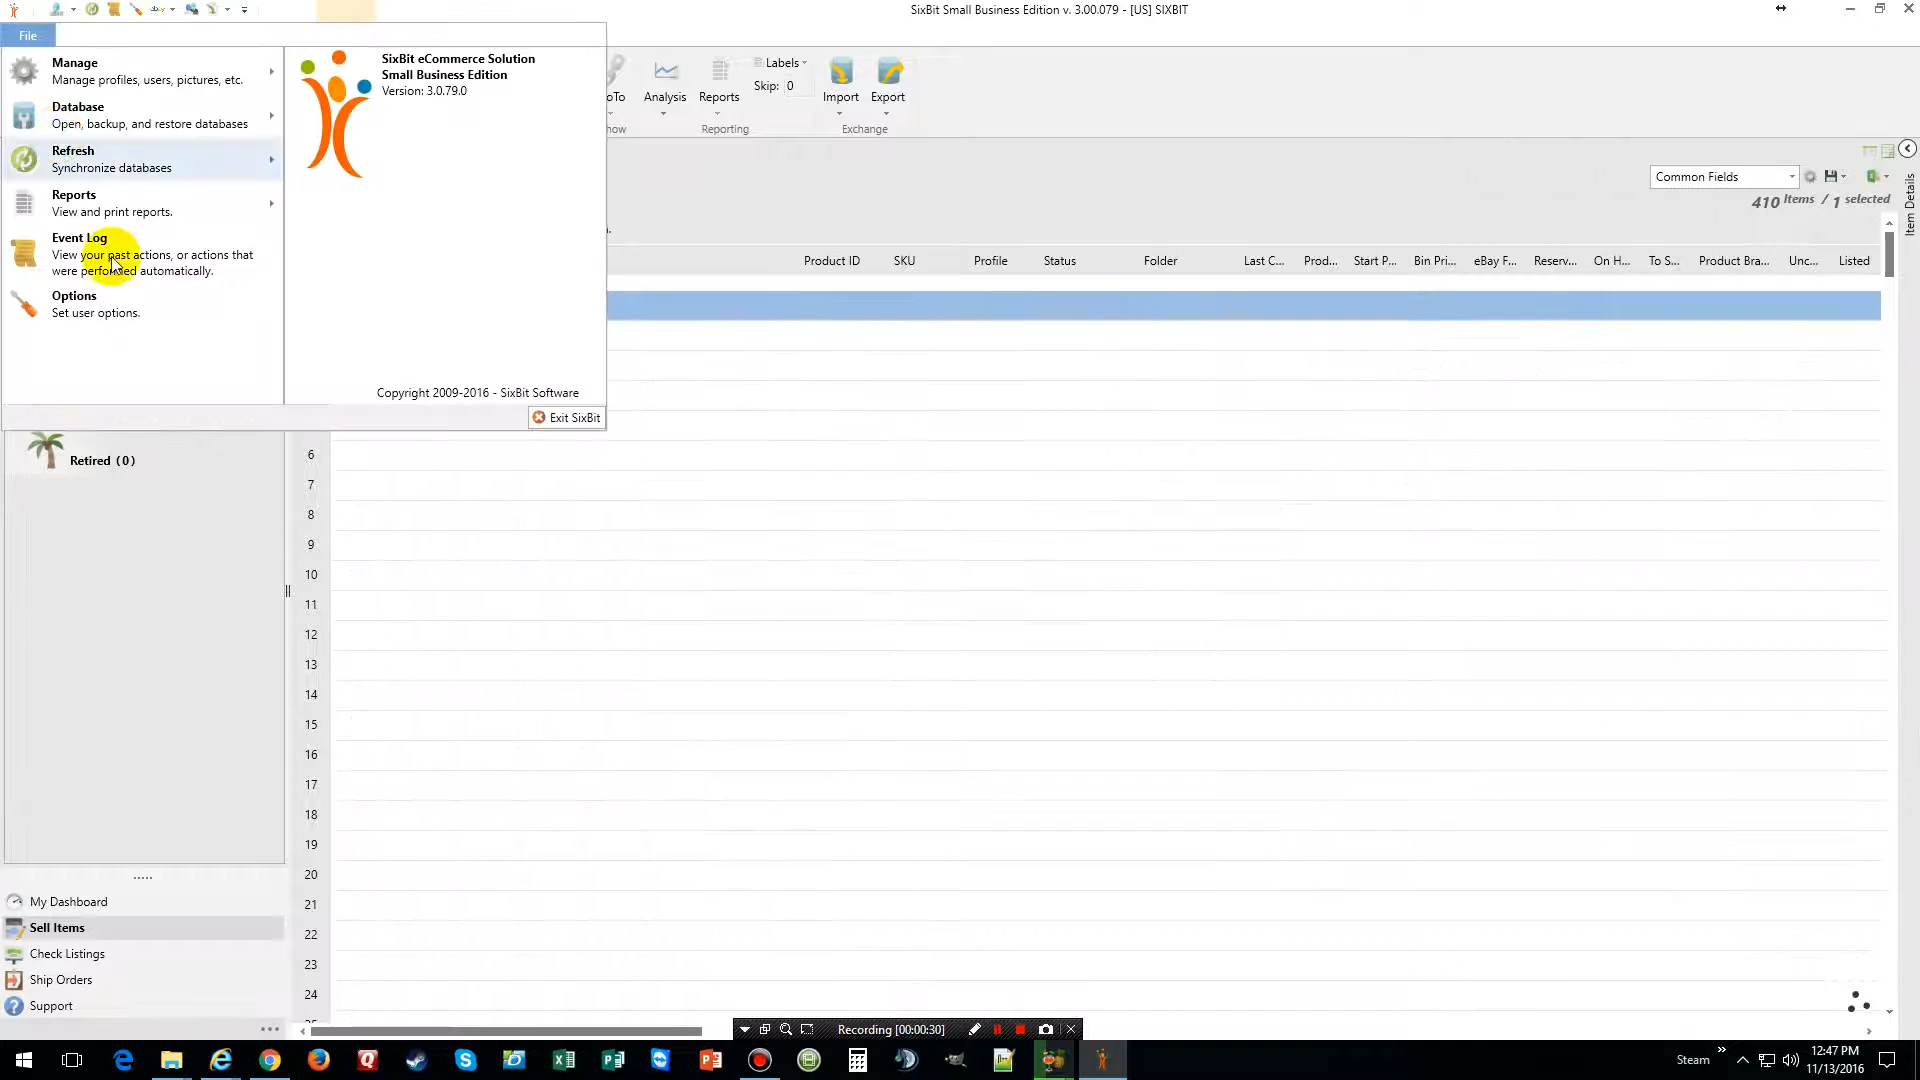 SixBit Small Business Edition v. 3.00.079 - [US] SIXBIT
File
Manage
Manage profiles, users, pictures, etc.
Database
Open, backup, and restore databases
Refresh
Synchronize databases
Reports
View and print reports.
Event Log
View your past actions, or actions that
were performed automatically.
Options
Set user options.
SixBit eCommerce Solution
Small Business Edition
Version: 3.0.79.0
Copyright 2009-2016 - SixBit Software
Exit SixBit
oTo
Analysis
Reports
Labels
Skip: 0
Import
Export
how
Reporting
Exchange
Common Fields
410 Items / 1 selected
Item Details
Product ID SKU Profile Status Folder Last C... Prod... Start P... Bin Pri... eBay F... Reserv... On H... To S... Product Bra... Unc... Listed
Retired (0)
6
7
8
9
10
11
12
13
14
15
16
17
18
19
20
21
22
23
24
My Dashboard
Sell Items
Check Listings
Ship Orders
Support
Recording [00:00:30]
Steam
12:47 PM
11/13/2016